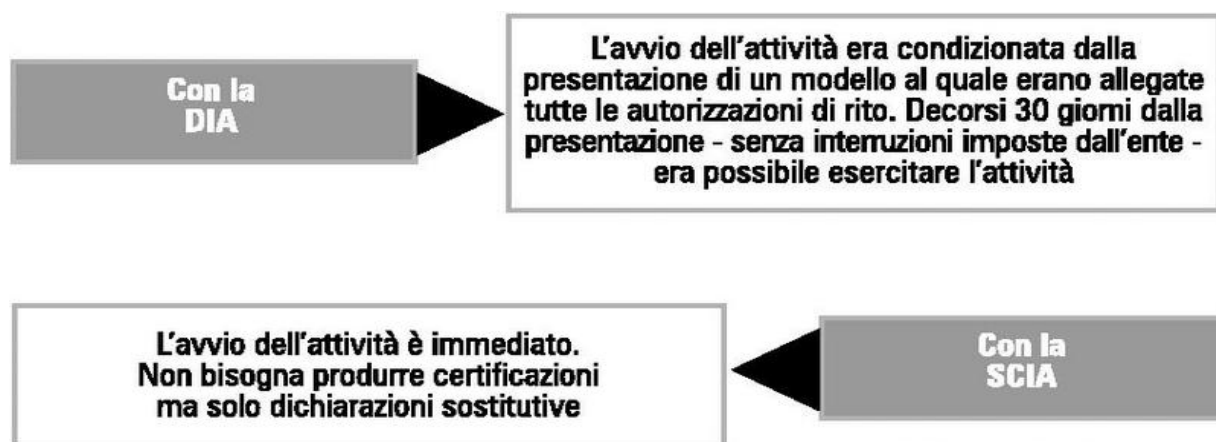 Con la
DIA
L'avvio dell'attività era condizionata dalla
presentazione di un modello al quale erano allegate
tutte le autorizzazioni di rito. Decorsi 30 giorni dalla
presentazione - senza interruzioni imposte dall'ente -
era possibile esercitare l'attività
L'avvio dell'attività è immediato.
Non bisogna produrre certificazioni
ma solo dichiarazioni sostitutive
Con la
SCIA